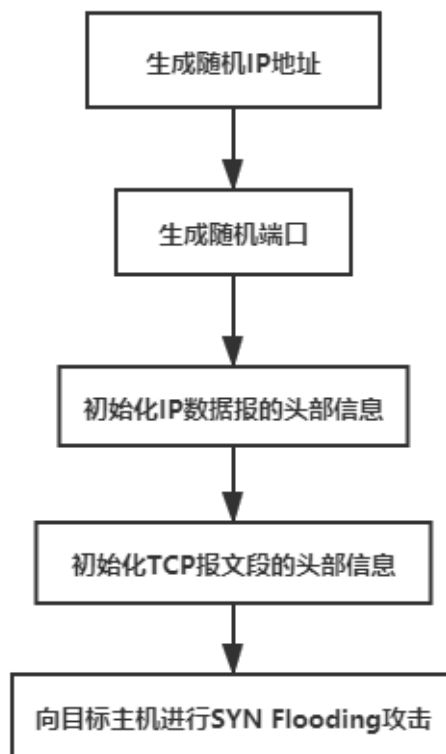 生成随机IP地址
生成随机端口
初始化IP数据报的头部信息
初始化TCP报文段的头部信息
向目标主机进行SYN Flooding攻击